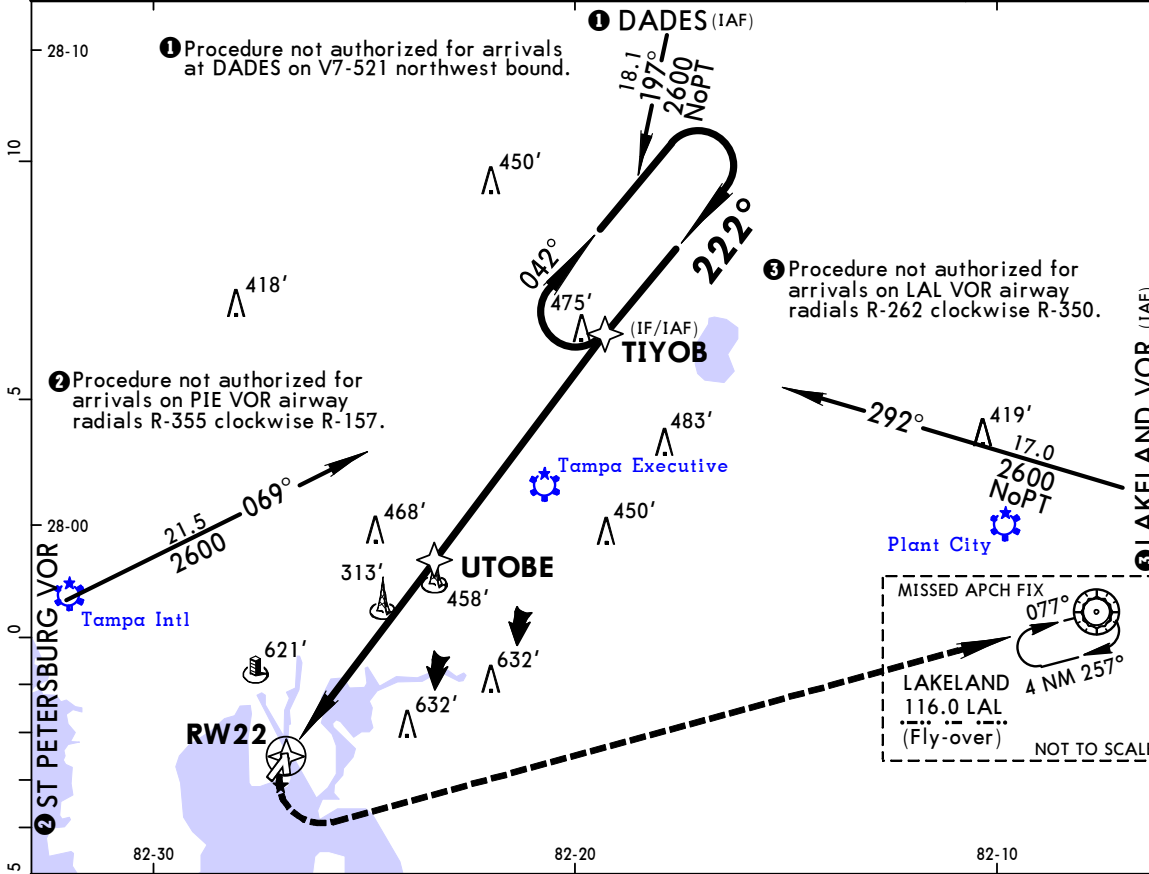 ❶ DADES (IAF)
28-10
❶ Procedure not authorized for arrivals
at DADES on V7-521 northwest bound.
18.1
197°
2600
NoPT
10
450'
042°
222°
418'
475'
(IF/IAF)
TIYOB
❸ Procedure not authorized for
arrivals on LAL VOR airway
radials R-262 clockwise R-350.
❷ Procedure not authorized for
arrivals on PIE VOR airway
radials R-355 clockwise R-157.
5
483'
292°
419'
17.0
2600
NoPT
❸ LAKELAND VOR (IAF)
Tampa Executive
069°
21.5
2600
468'
450'
28-00
Plant City
UTOBE
313'
458'
Tampa Intl
0
621'
632'
632'
RW22
❷ ST PETERSBURG VOR
MISSED APCH FIX
077°
4 NM 257°
LAKELAND
116.0 LAL
(Fly-over)
NOT TO SCALE
5
82-30
82-20
82-10